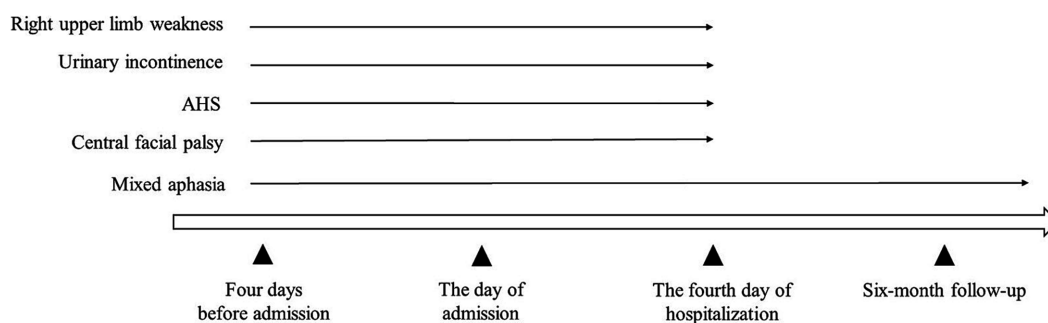 Right upper limb weakness
Urinary incontinence
AHS
Central facial palsy
Mixed aphasia
Four days
before admission
The day of
admission
The fourth day of
hospitalization
Six-month follow-up